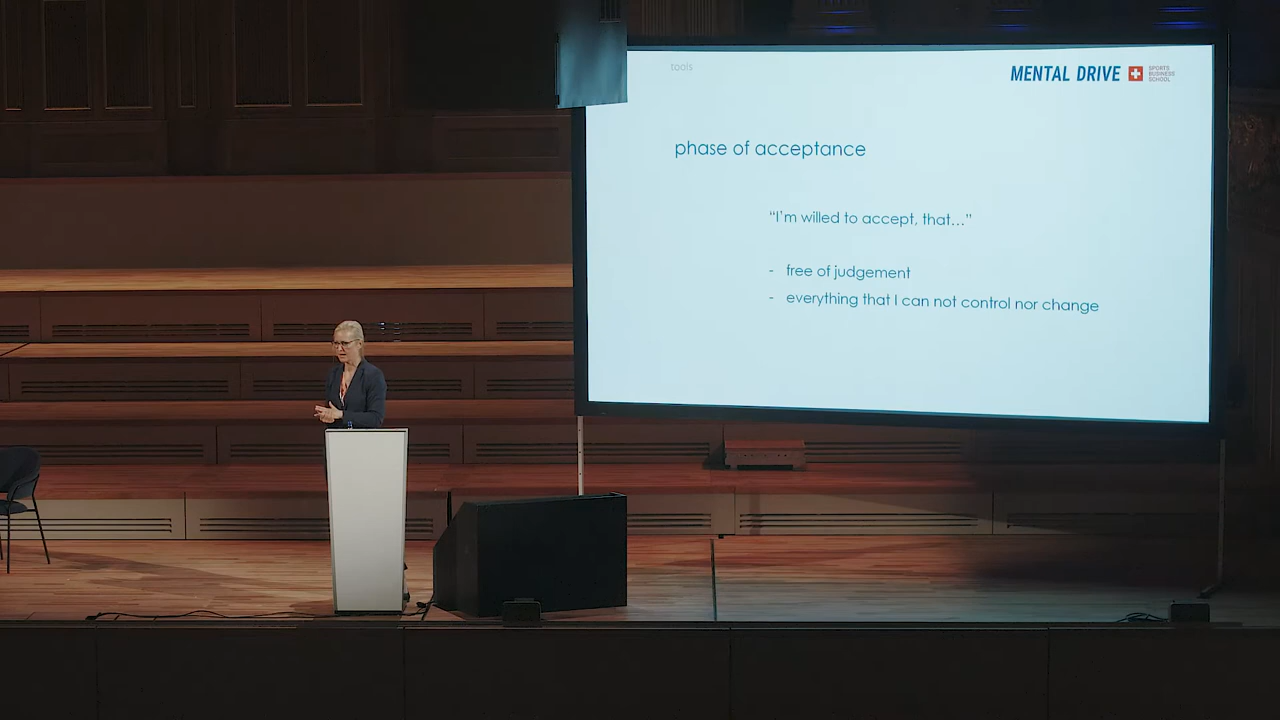 tools
MENTAL DRIVE
SPORTS
BUSINESS
SCHOOL
phase of acceptance
“I'm willed to accept, that...”
- free of judgement
- everything that I can not control nor change